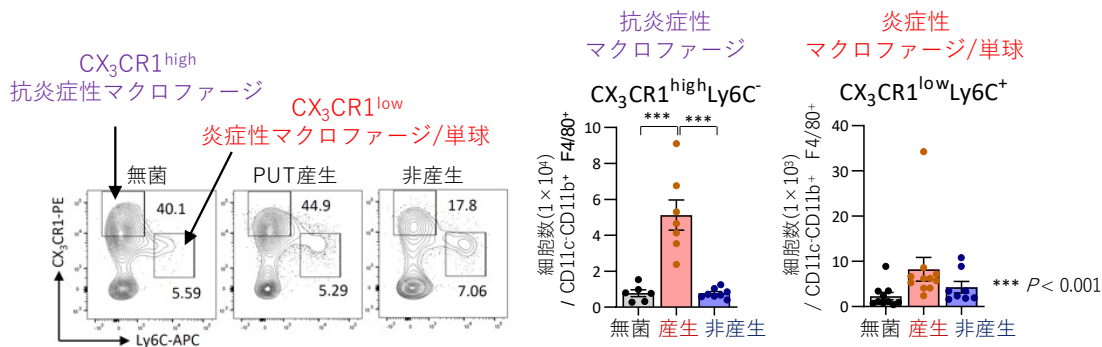 CX₃CR1ʰⁱᵍʰ
抗炎症性マクロファージ
CX₃CR1ˡᵒʷ
炎症性マクロファージ/単球
無菌
PUT産生
非産生
40.1
44.9
17.8
5.59
5.29
7.06
CX₃CR1-PE
Ly6C-APC
抗炎症性
マクロファージ
CX₃CR1ʰⁱᵍʰLy6C⁻
***
***
細胞数(1×10⁴)
/ CD11c⁻CD11b⁺ F4/80⁺
10
8
6
4
2
0
無菌 産生 非産生
炎症性
マクロファージ/単球
CX₃CR1ˡᵒʷLy6C⁺
細胞数(1×10³)
/ CD11c⁻CD11b⁺ F4/80⁺
40
30
20
10
0
無菌 産生 非産生
*** P< 0.001